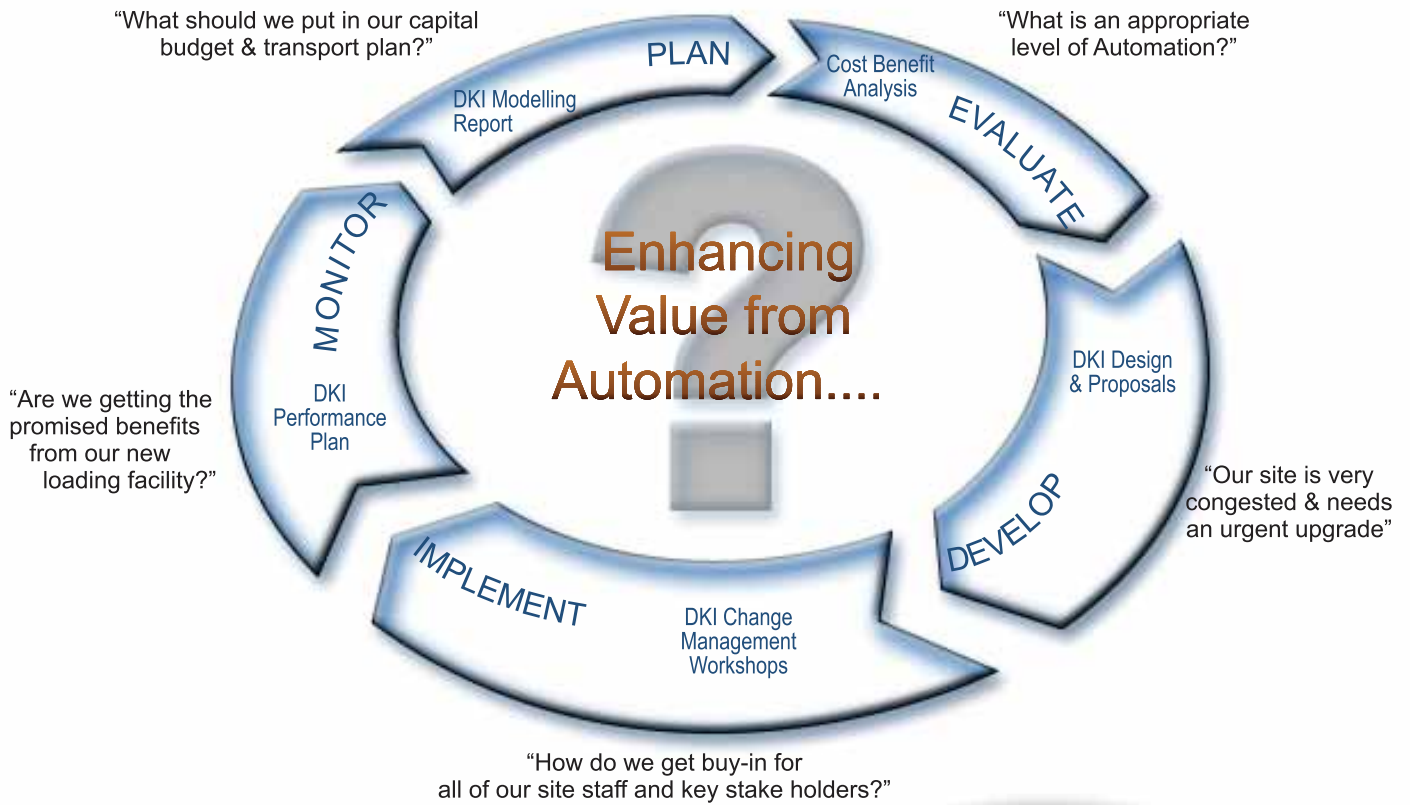 “What should we put in our capital
budget & transport plan?”
PLAN
DKI Modelling
Report
“What is an appropriate
level of Automation?”
Cost Benefit
Analysis
EVALUATE
Enhancing
Value from
Automation....
DKI Design
& Proposals
DEVELOP
“Our site is very
congested & needs
an urgent upgrade”
IMPLEMENT
DKI Change
Management
Workshops
“How do we get buy-in for
all of our site staff and key stake holders?”
MONITOR
DKI
Performance
Plan
“Are we getting the
promised benefits
from our new
loading facility?”